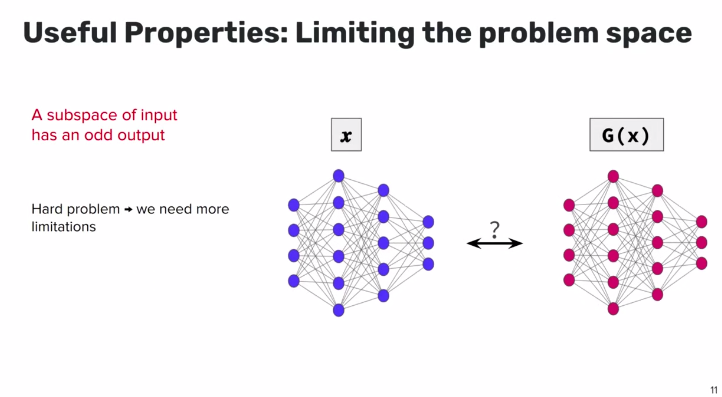 Useful Properties: Limiting the problem space
A subspace of input
has an odd output
x
G(x)
Hard problem → we need more
limitations
?
11